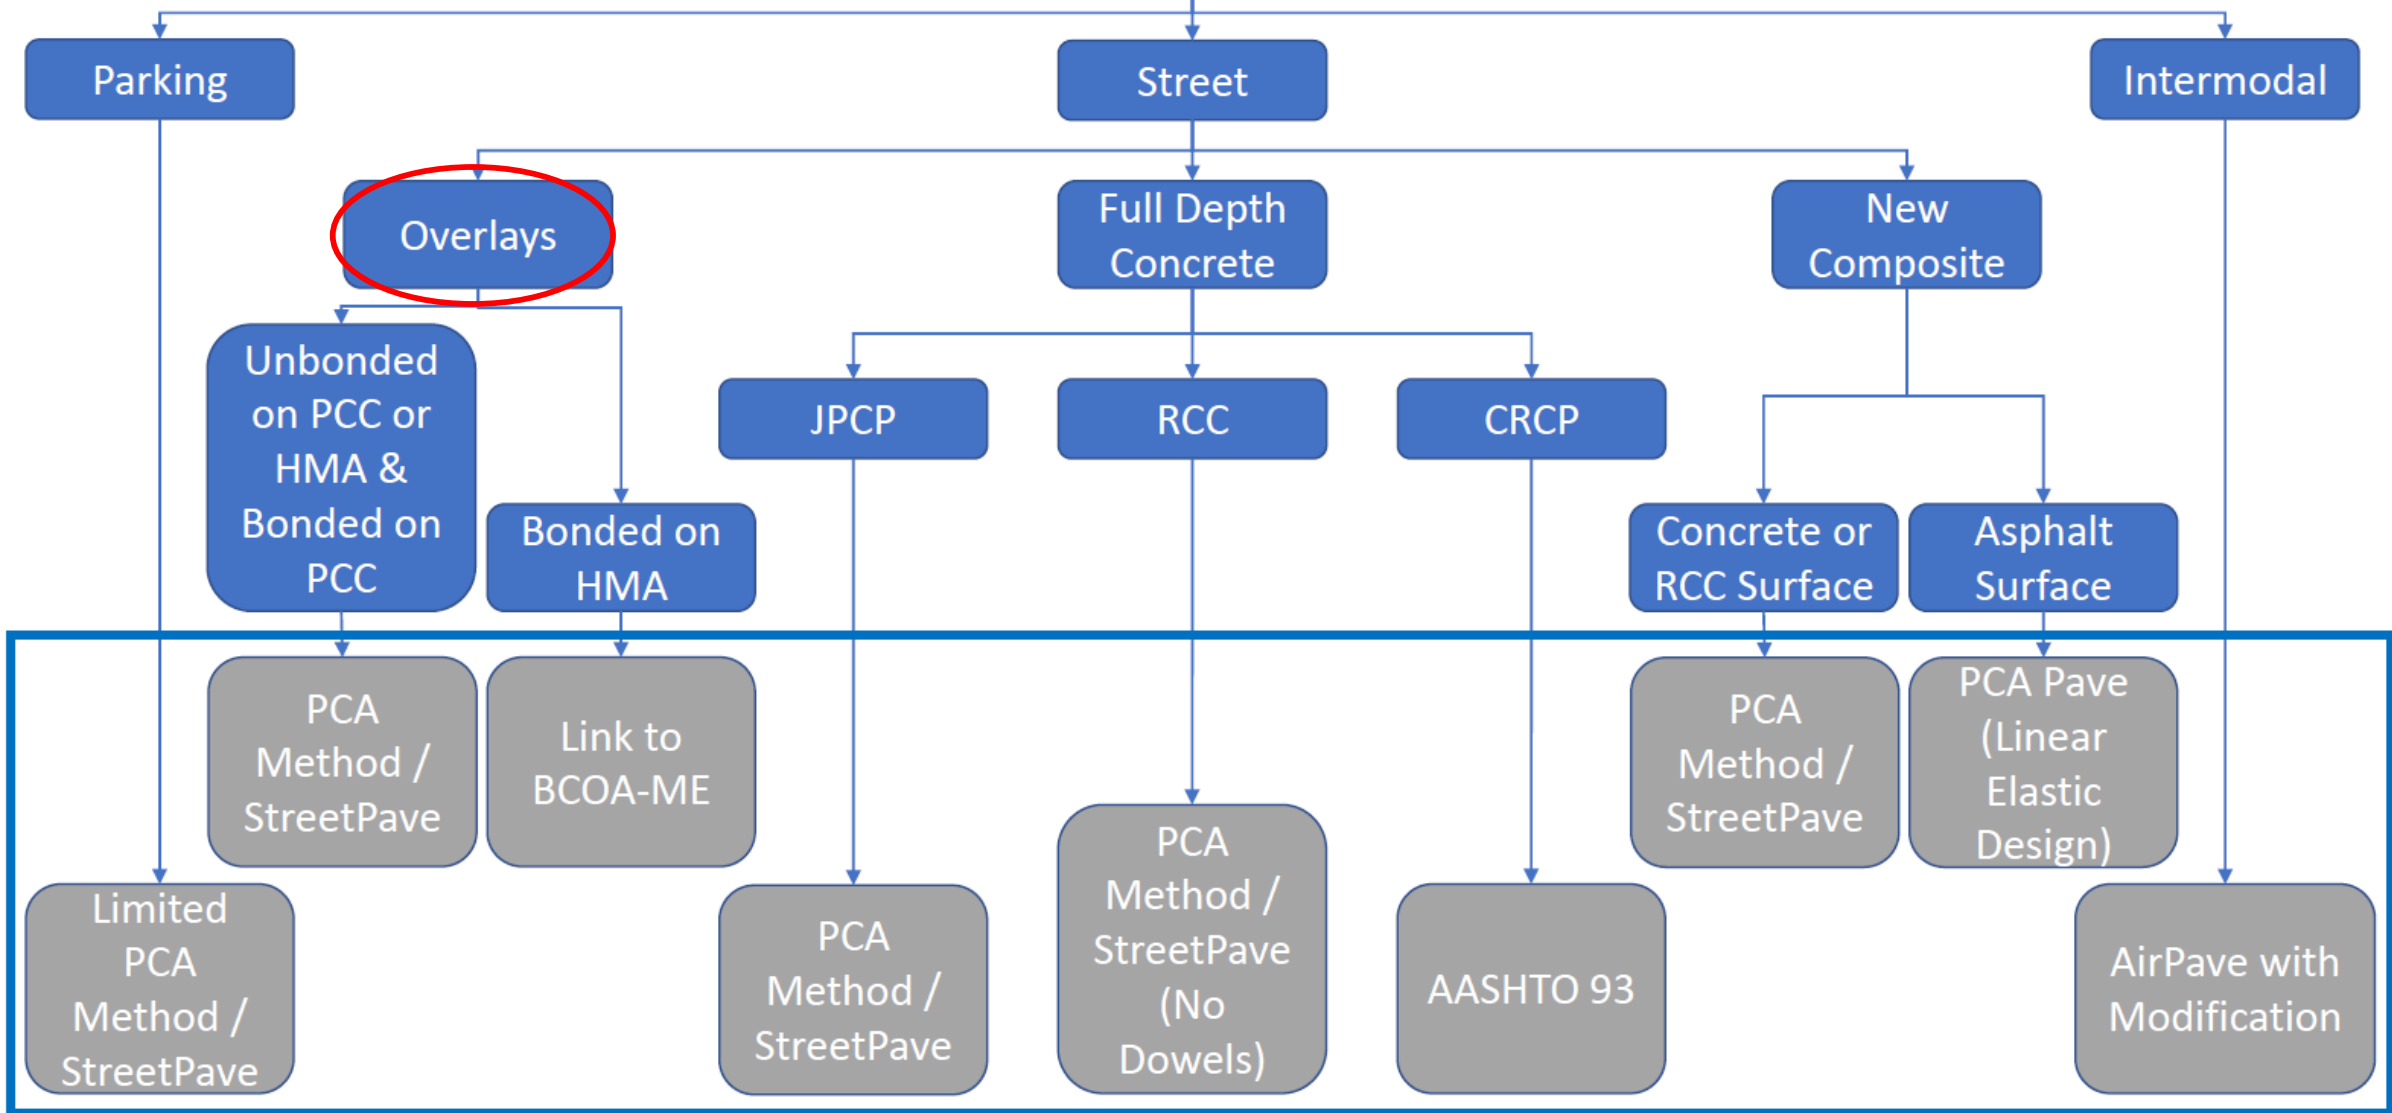 Parking
Street
Intermodal
Overlays
Full Depth
Concrete
New
Composite
Unbonded
on PCC or
HMA &
Bonded on
PCC
JPCP
RCC
CRCP
Bonded on
HMA
Concrete or
RCC Surface
Asphalt
Surface
PCA
Method /
StreetPave
Link to
BCOA-ME
PCA
Method /
StreetPave
PCA Pave
(Linear
Elastic
Design)
Limited
PCA
Method /
StreetPave
PCA
Method /
StreetPave
PCA
Method /
StreetPave
(No
Dowels)
AASHTO 93
AirPave with
Modification